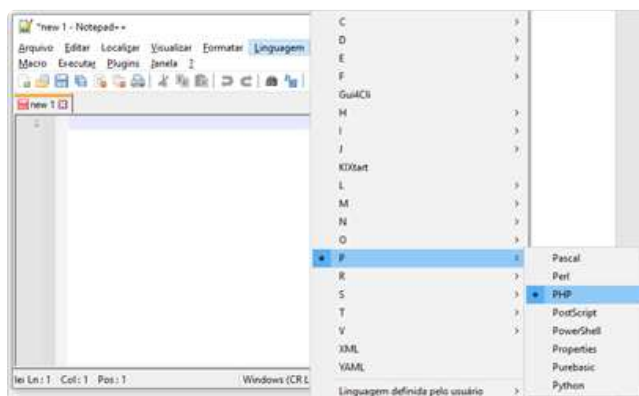 *new 1 - Notepad++
Arquivo Editar Localizar Visualizar Formatar Linguagem
Macro Executar Plugins Janela ?
new 1
1
lei Ln : 1 Col : 1 Pos : 1 Windows (CR L
C
D
E
F
Gui4Cli
H
I
J
KIXtart
L
M
N
O
P
R
S
T
V
XML
YAML
Linguagem definida pelo usuário
Pascal
Perl
PHP
PostScript
PowerShell
Properties
Purebasic
Python